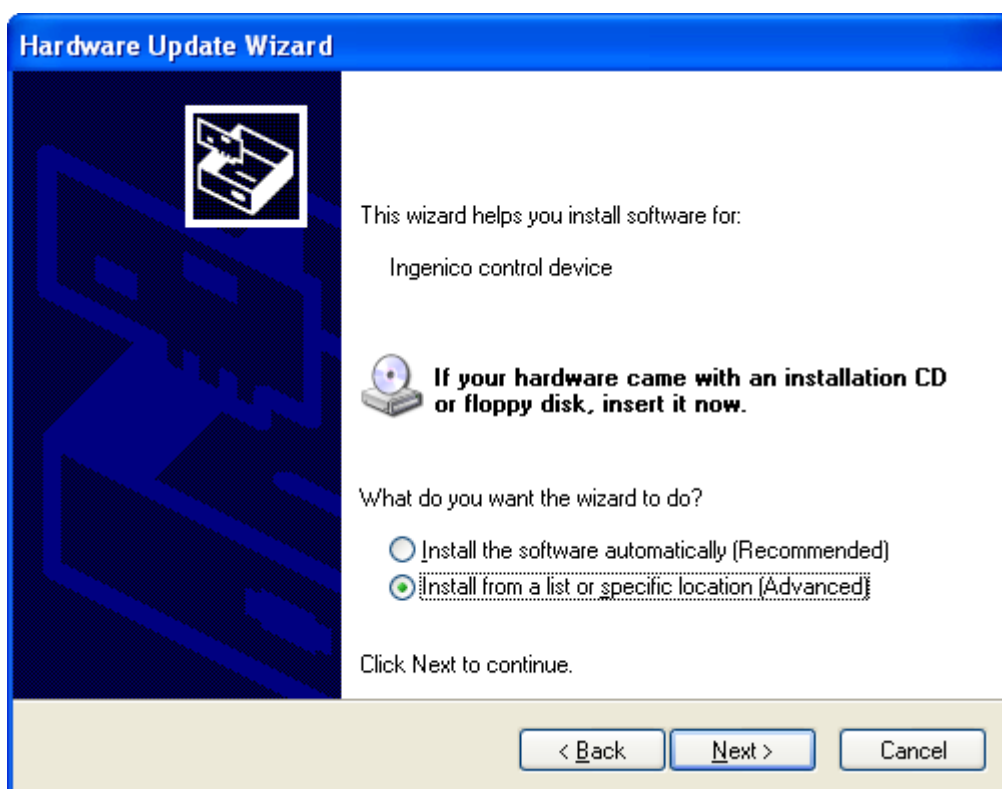 Hardware Update Wizard
This wizard helps you install software for:
Ingenico control device
If your hardware came with an installation CD
or floppy disk, insert it now.
What do you want the wizard to do?
Install the software automatically (Recommended)
Install from a list or specific location (Advanced)
Click Next to continue.
< Back
Next >
Cancel